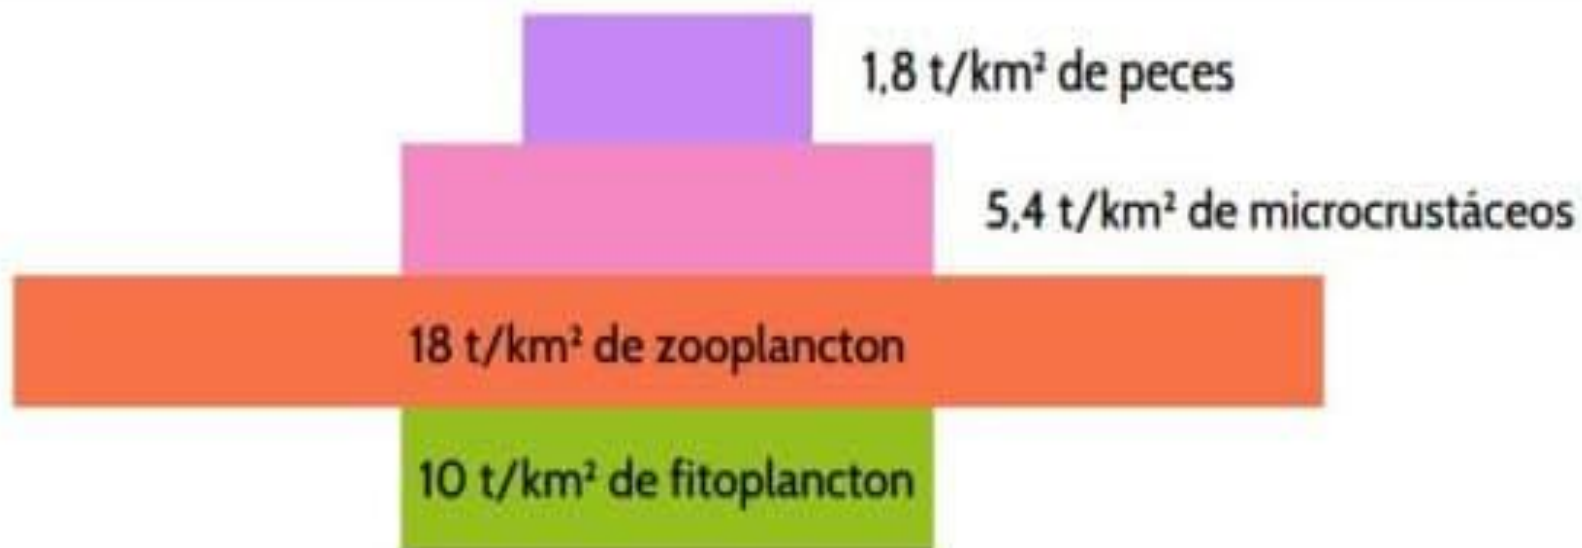 1,8 t/km² de peces
5,4 t/km² de microcrustáceos
18 t/km² de zooplancton
10 t/km² de fitoplancton